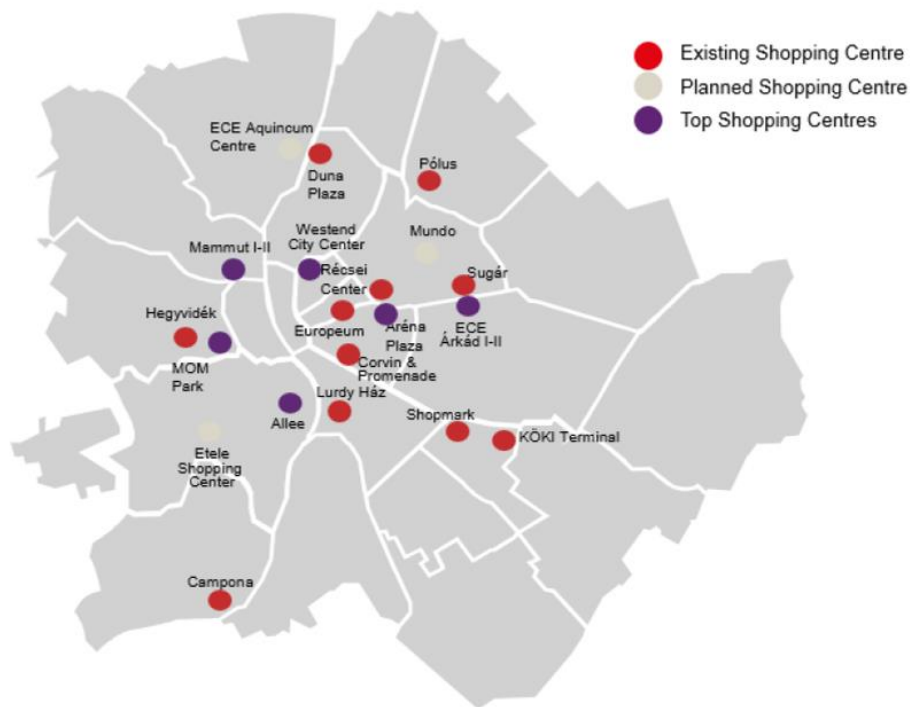 Existing Shopping Centre
Planned Shopping Centre
Top Shopping Centres
ECE Aquincum
Centre
Duna
Plaza
Pólus
Mundo
Westend
City Center
Mammut I-II
Récsei
Center
Sugár
Hegyvidék
Europeum
Aréna
Plaza
ECE
Árkád I-II
MOM
Park
Corvin &
Promenade
Lurdy Ház
Allee
Shopmark
KÖKI Terminal
Etele
Shopping
Center
Campona